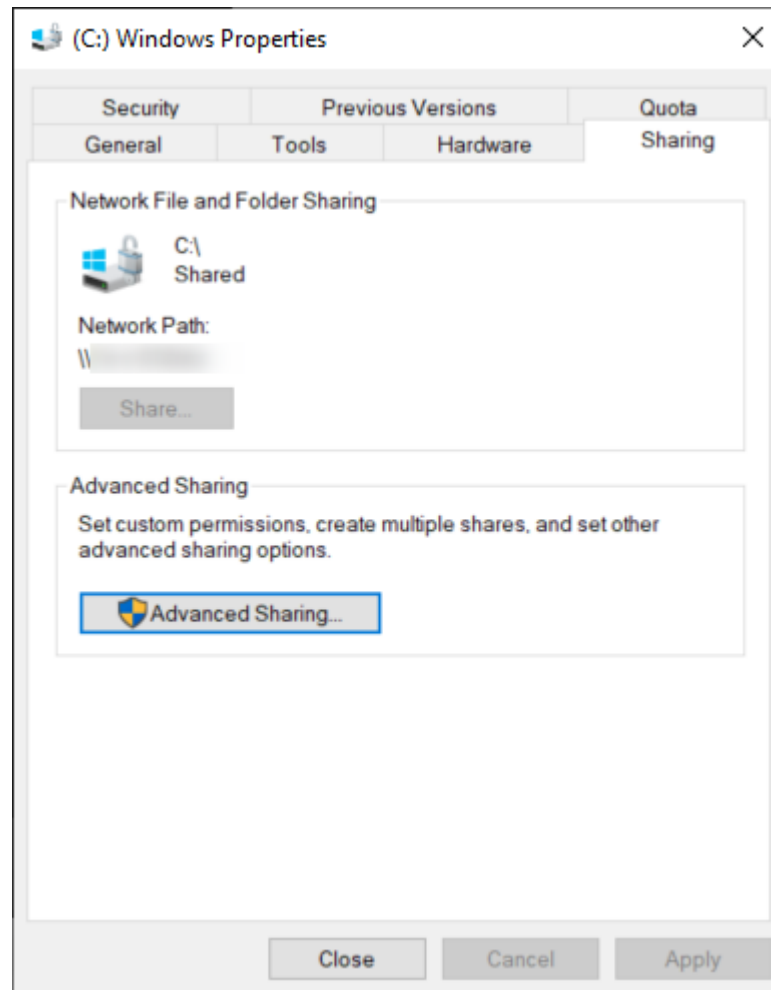 (C:) Windows Properties
Security
Previous Versions
Quota
General
Tools
Hardware
Sharing
Network File and Folder Sharing
C:\
Shared
Network Path:
\\
Share...
Advanced Sharing
Set custom permissions, create multiple shares, and set other
advanced sharing options.
Advanced Sharing...
Close
Cancel
Apply